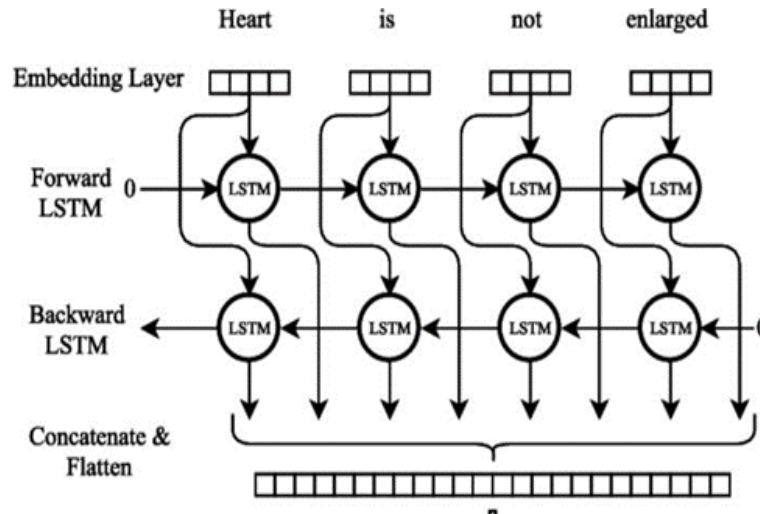 Heart is not enlarged
Embedding Layer
Forward
LSTM
0
LSTM LSTM LSTM LSTM
Backward
LSTM
LSTM LSTM LSTM LSTM
Concatenate &
Flatten